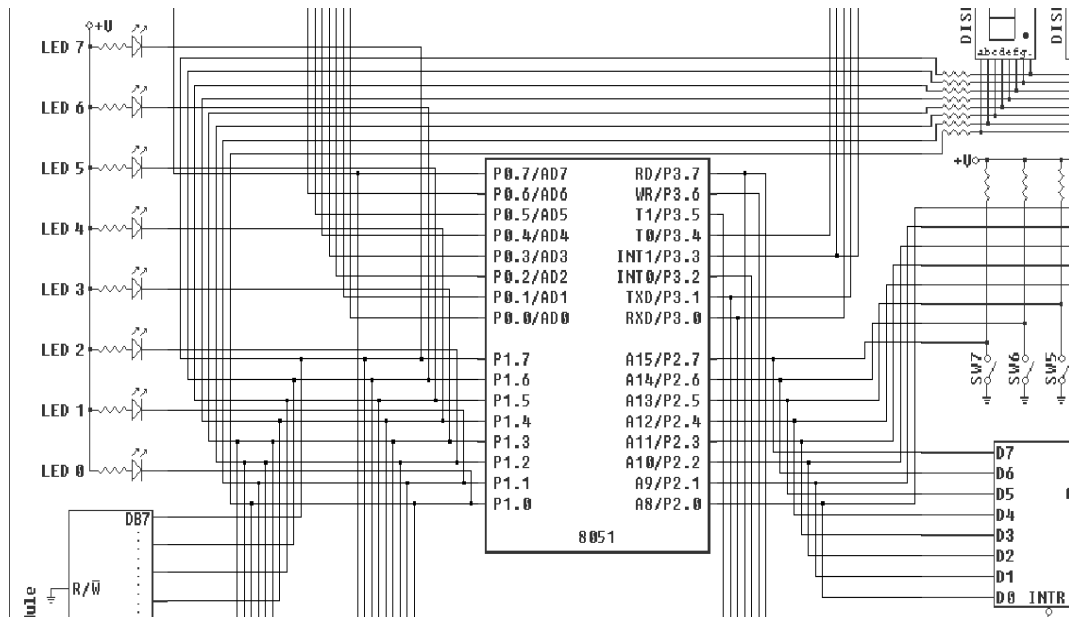 +V
LED 7
LED 6
LED 5
LED 4
LED 3
LED 2
LED 1
LED 0
DISP
abcdefg.
DISP
+V
P0.7/AD7
P0.6/AD6
P0.5/AD5
P0.4/AD4
P0.3/AD3
P0.2/AD2
P0.1/AD1
P0.0/AD0
P1.7
P1.6
P1.5
P1.4
P1.3
P1.2
P1.1
P1.0
RD/P3.7
WR/P3.6
T1/P3.5
T0/P3.4
INT1/P3.3
INT0/P3.2
TXD/P3.1
RXD/P3.0
A15/P2.7
A14/P2.6
A13/P2.5
A12/P2.4
A11/P2.3
A10/P2.2
A9/P2.1
A8/P2.0
8051
SW7
SW6
SW5
D7
D6
D5
D4
D3
D2
D1
D0 INTR
DB7
R/W̅
dule